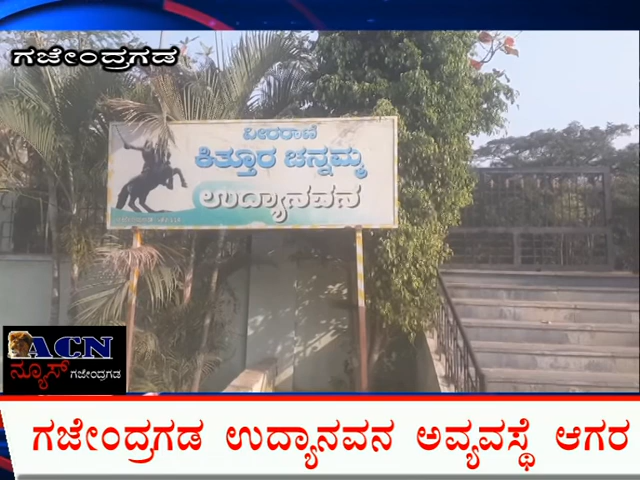 ಗಜೇಂದ್ರಗಡ
ವೀರರಾಣಿ
ಕಿತ್ತೂರ ಚನ್ನಮ್ಮ
ಉದ್ಯಾನವನ
ACN
ನ್ಯೂಸ್ ಗಜೇಂದ್ರಗಡ
ಗಜೇಂದ್ರಗಡ ಉದ್ಯಾನವನ ಅವ್ಯವಸ್ಥೆ ಆಗರ